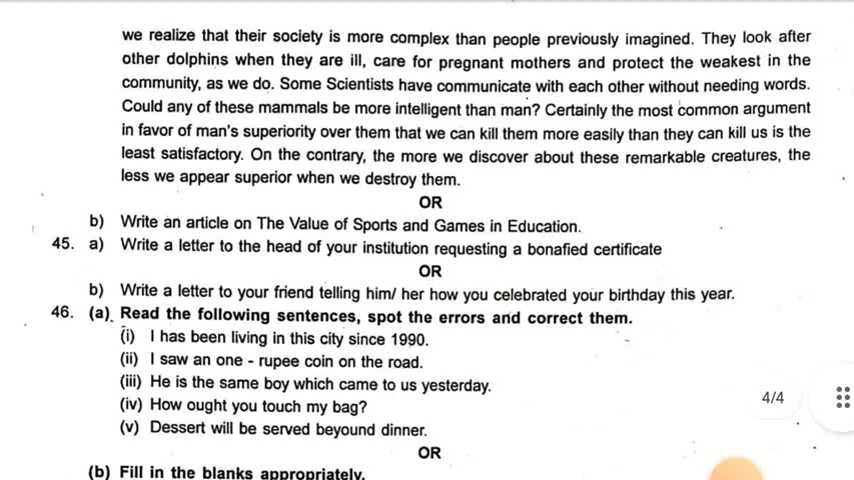 we realize that their society is more complex than people previously imagined. They look after
other dolphins when they are ill, care for pregnant mothers and protect the weakest in the
community, as we do. Some Scientists have communicate with each other without needing words.
Could any of these mammals be more intelligent than man? Certainly the most common argument
in favor of man's superiority over them that we can kill them more easily than they can kill us is the
least satisfactory. On the contrary, the more we discover about these remarkable creatures, the
less we appear superior when we destroy them.
OR
b) Write an article on The Value of Sports and Games in Education.
45. a) Write a letter to the head of your institution requesting a bonafied certificate
OR
b) Write a letter to your friend telling him/ her how you celebrated your birthday this year.
46. (a) Read the following sentences, spot the errors and correct them.
(i) I has been living in this city since 1990.
(ii) I saw an one - rupee coin on the road.
(iii) He is the same boy which came to us yesterday.
(iv) How ought you touch my bag?
4/4
(v) Dessert will be served beyound dinner.
OR
(b) Fill in the blanks appropriately.